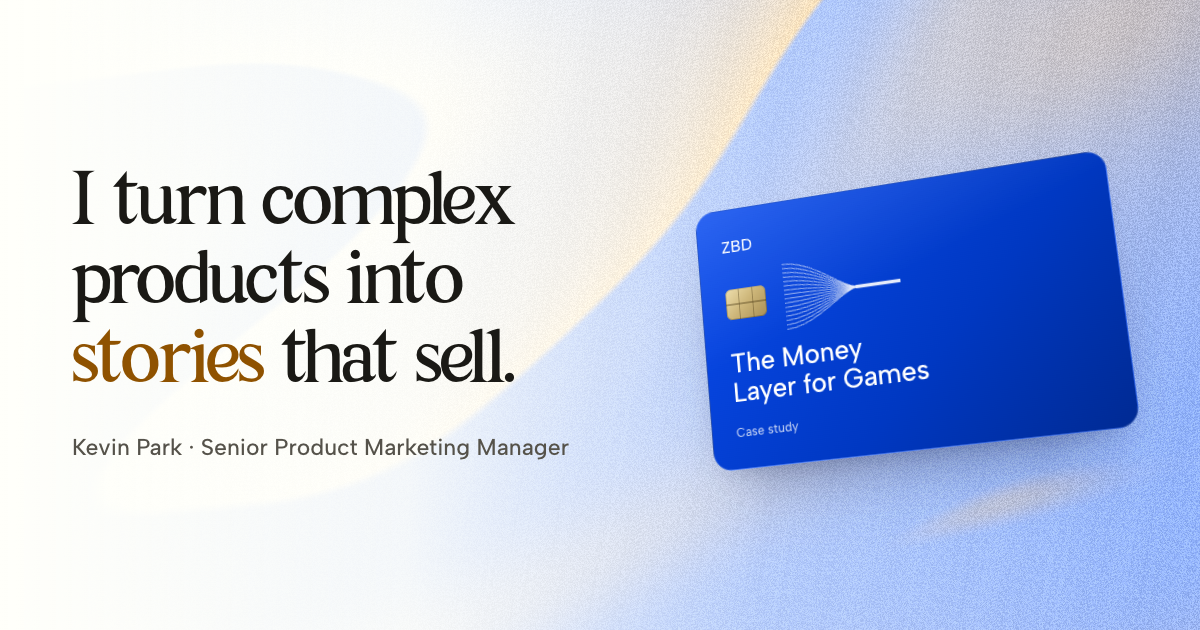 I turn complex
products into
stories that sell.
Kevin Park · Senior Product Marketing Manager
ZBD
The Money
Layer for Games
Case study